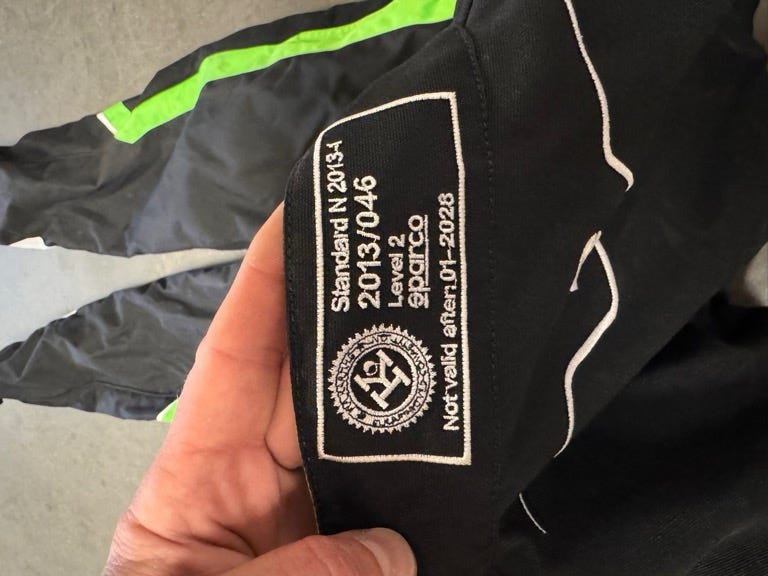 Standard N 2013-1
2013/046
Level 2
sparco
Not valid after: 01-2028